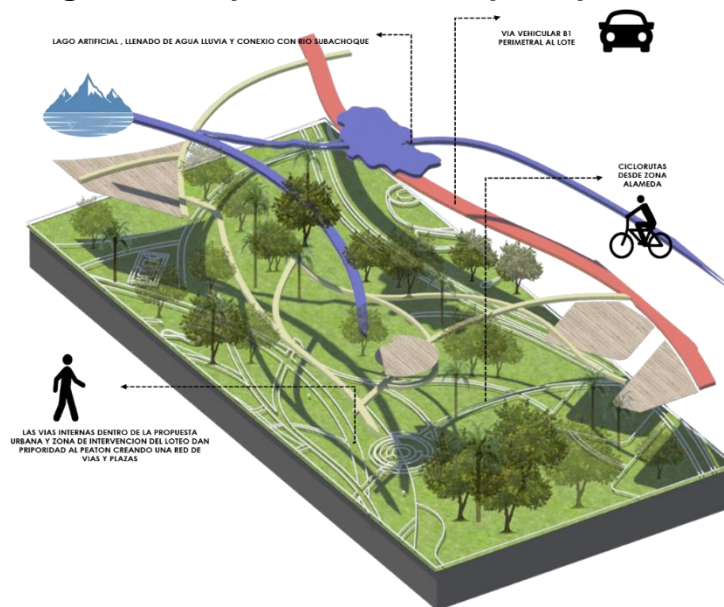 LAGO ARTIFICIAL , LLENADO DE AGUA LLUVIA Y CONEXIO CON RIO SUBACHOQUE
VIA VEHICULAR B1
PERIMETRAL AL LOTE
CICLORUTAS
DESDE ZONA
ALAMEDA
LAS VIAS INTERNAS DENTRO DE LA PROPUESTA
URBANA Y ZONA DE INTERVENCION DEL LOTEO DAN
PRIPORIDAD AL PEATON CREANDO UNA RED DE
VIAS Y PLAZAS